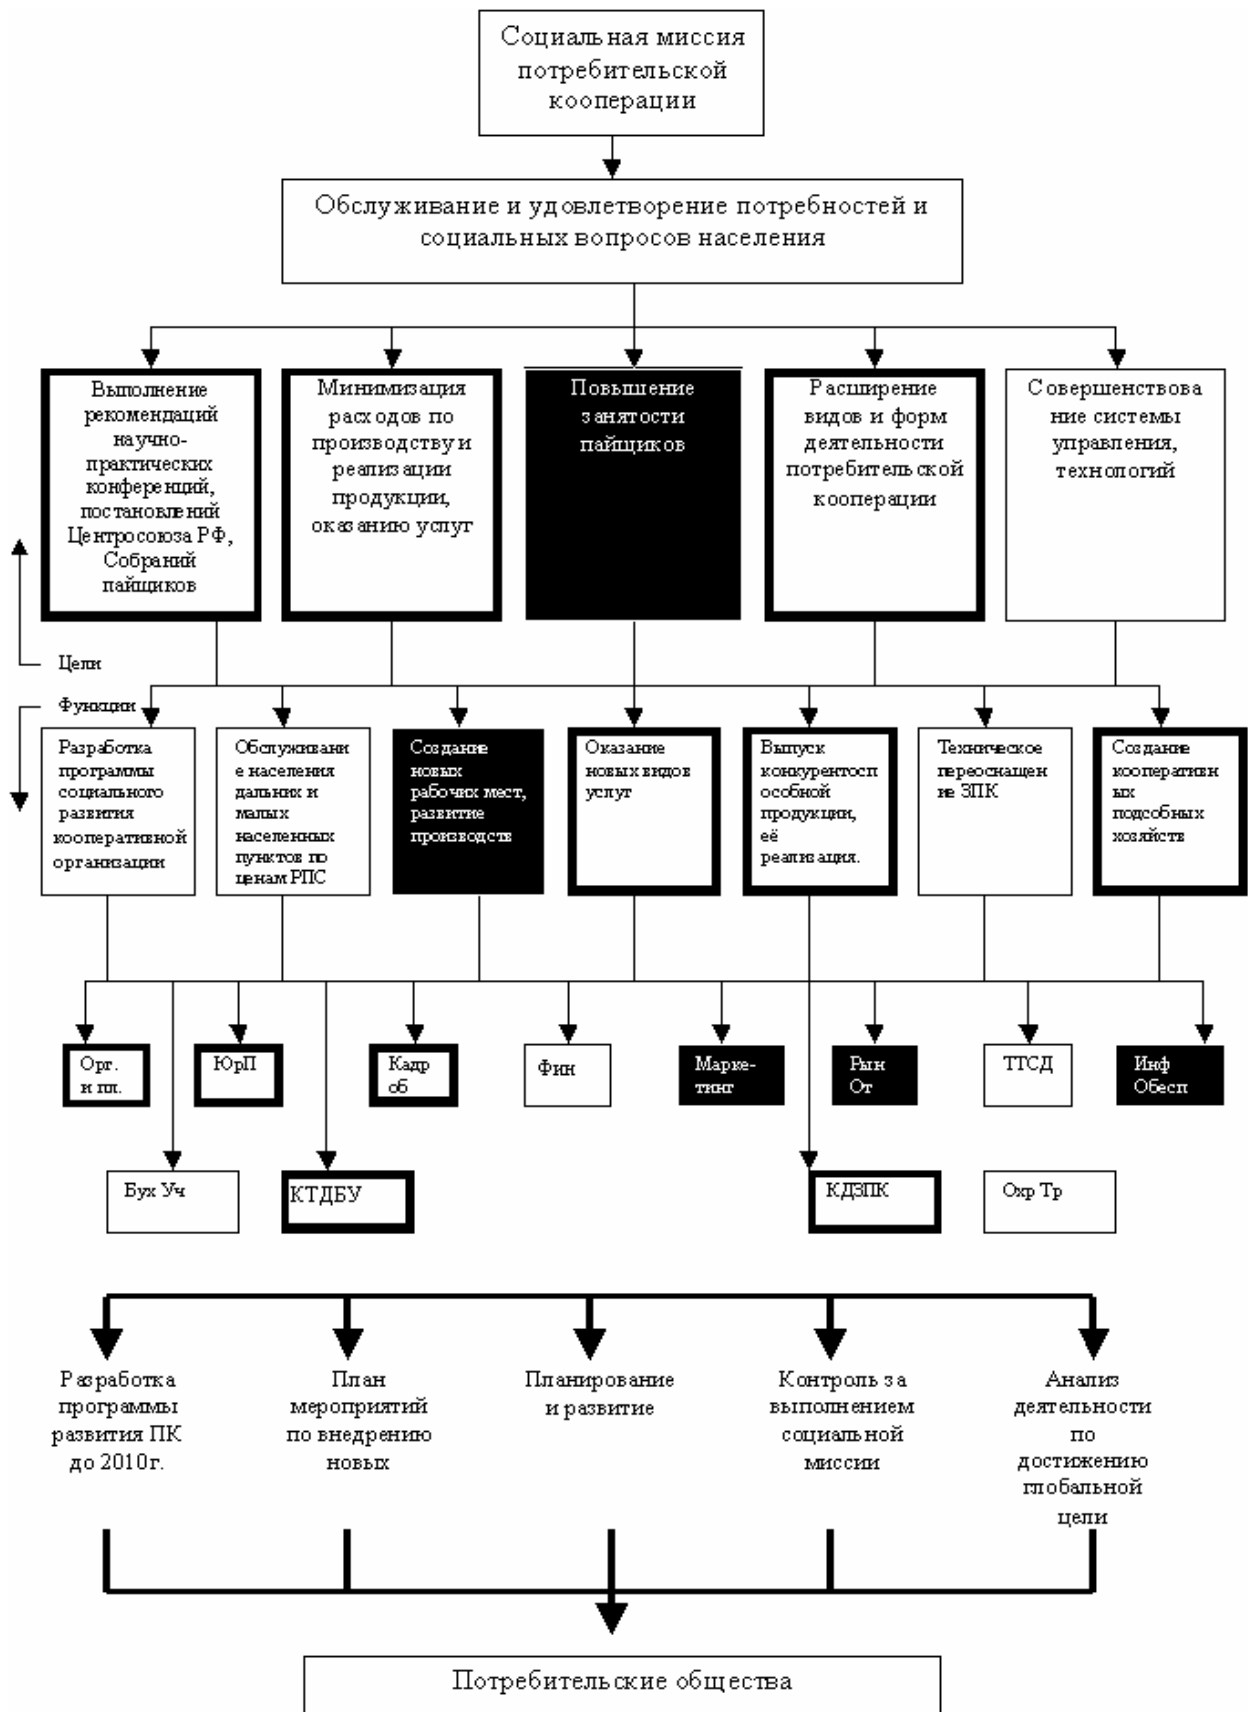 Социальная миссия
потребительской
кооперации
Обслуживание и удовлетворение потребностей и
социальных вопросов населения
Выполнение
рекомендаций
научно-
практических
конференций,
постановлений
Центросоюза РФ,
Собраний
пайщиков
Минимизация
расходов по
производству и
реализации
продукции,
оказанию услуг
Повышение
занятости
пайщиков
Расширение
видов и форм
деятельности
потребительской
кооперации
Совершенствова
ние системы
управления,
технологий
Цели
Функции
Разработка
программы
социального
развития
кооперативной
организации
Обслуживани
е населения
дальних и
малых
населенных
пунктов по
ценам РПС
Создание
новых
рабочих мест,
развитие
производств
Оказание
новых видов
услуг
Выпуск
конкурентосп
особной
продукции,
её
реализация.
Техническое
переоснащен
ие ЗПК
Создание
кооперативн
ых
подсобных
хозяйств
Орг.
и пл.
ЮрП
Кадр
об
Фин
Марке-
тинг
Рын
От
ТТСД
Инф
Обесп
Бух Уч
КТДБУ
КДЗПК
Охр Тр
Разработка
программы
развития ПК
до 2010г.
План
мероприятий
по внедрению
новых
Планирование
и развитие
Контроль за
выполнением
социальной
миссии
Анализ
деятельности
по
достижению
глобальной
цели
Потребительские общества